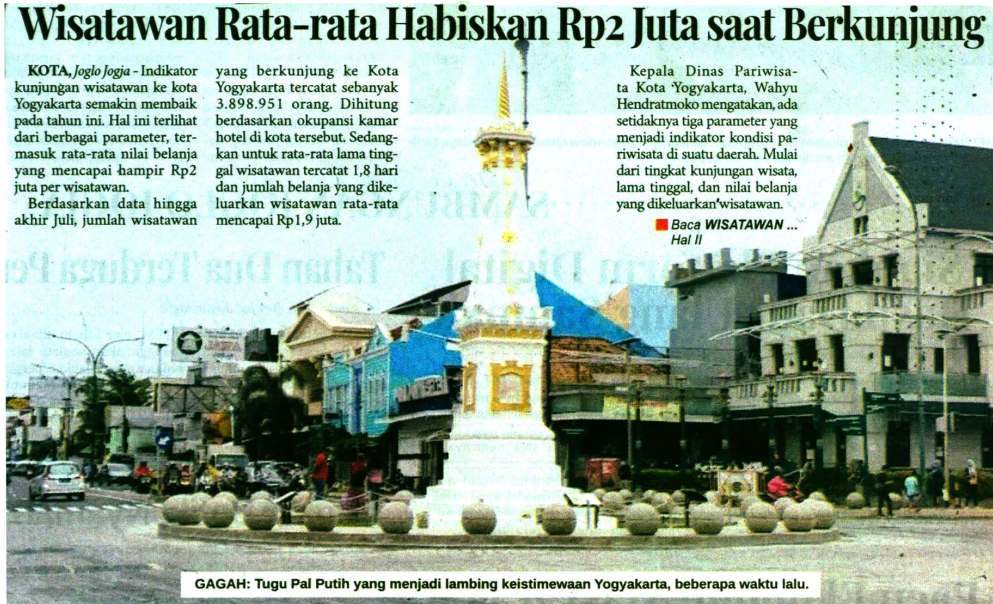 Wisatawan Rata-rata Habiskan Rp2 Juta saat Berkunjung
KOTA, Joglo Jogja - Indikator
kunjungan wisatawan ke kota
Yogyakarta semakin membaik
pada tahun ini. Hal ini terlihat
dari berbagai parameter, ter-
masuk rata-rata nilai belanja
yang mencapai hampir Rp2
juta per wisatawan.
Berdasarkan data hingga
akhir Juli, jumlah wisatawan
yang berkunjung ke Kota
Yogyakarta tercatat sebanyak
3.898.951 orang. Dihitung
berdasarkan okupansi kamar
hotel di kota tersebut. Sedang-
kan untuk rata-rata lama ting-
gal wisatawan tercatat 1,8 hari
dan jumlah belanja yang dike-
luarkan wisatawan rata-rata
mencapai Rp1,9 juta.
Kepala Dinas Pariwisa-
ta Kota Yogyakarta, Wahyu
Hendratmoko mengatakan, ada
setidaknya tiga parameter yang
menjadi indikator kondisi pa-
riwisata di suatu daerah. Mulai
dari tingkat kunjungan wisata,
lama tinggal, dan nilai belanja
yang dikeluarkan wisatawan.
Baca WISATAWAN ...
Hal II
GAGAH: Tugu Pal Putih yang menjadi lambing keistimewaan Yogyakarta, beberapa waktu lalu.